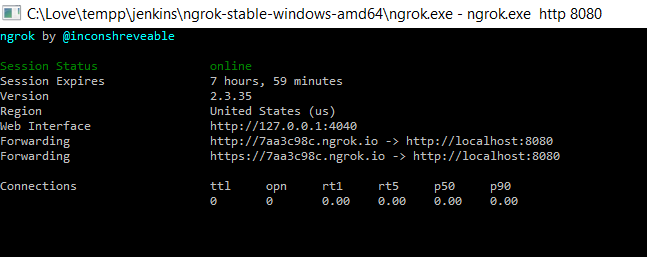 C:\Love\tempp\jenkins\ngrok-stable-windows-amd64\ngrok.exe - ngrok.exe  http 8080
ngrok by @inconshreveable
Session Status                online
Session Expires               7 hours, 59 minutes
Version                       2.3.35
Region                        United States (us)
Web Interface                 http://127.0.0.1:4040
Forwarding                    http://7aa3c98c.ngrok.io -> http://localhost:8080
Forwarding                    https://7aa3c98c.ngrok.io -> http://localhost:8080
Connections                   ttl     opn     rt1     rt5     p50     p90
                              0       0       0.00    0.00    0.00    0.00